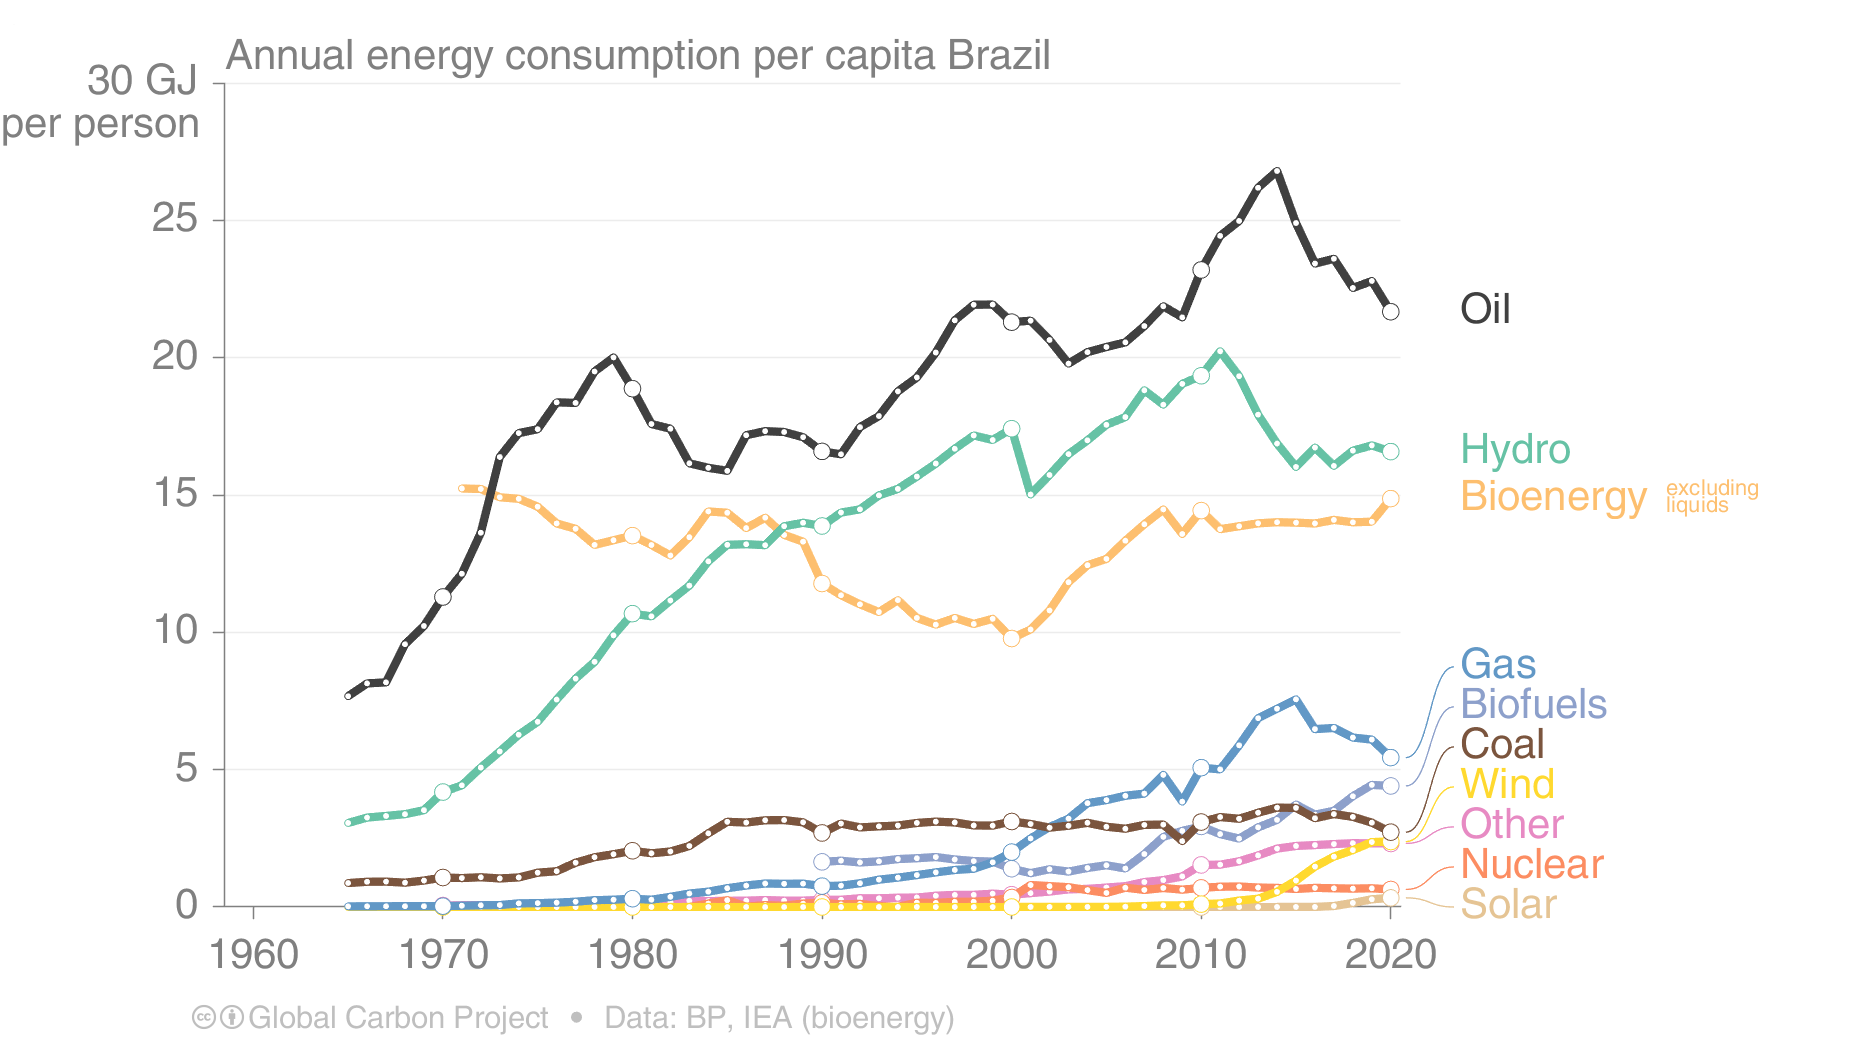 Annual energy consumption per capita Brazil
30 GJ
per person
25
20
15
10
5
0
1960 1970 1980 1990 2000 2010 2020
Oil
Hydro
Bioenergy excluding
liquids
Gas
Biofuels
Coal
Wind
Other
Nuclear
Solar
cc Global Carbon Project • Data: BP, IEA (bioenergy)